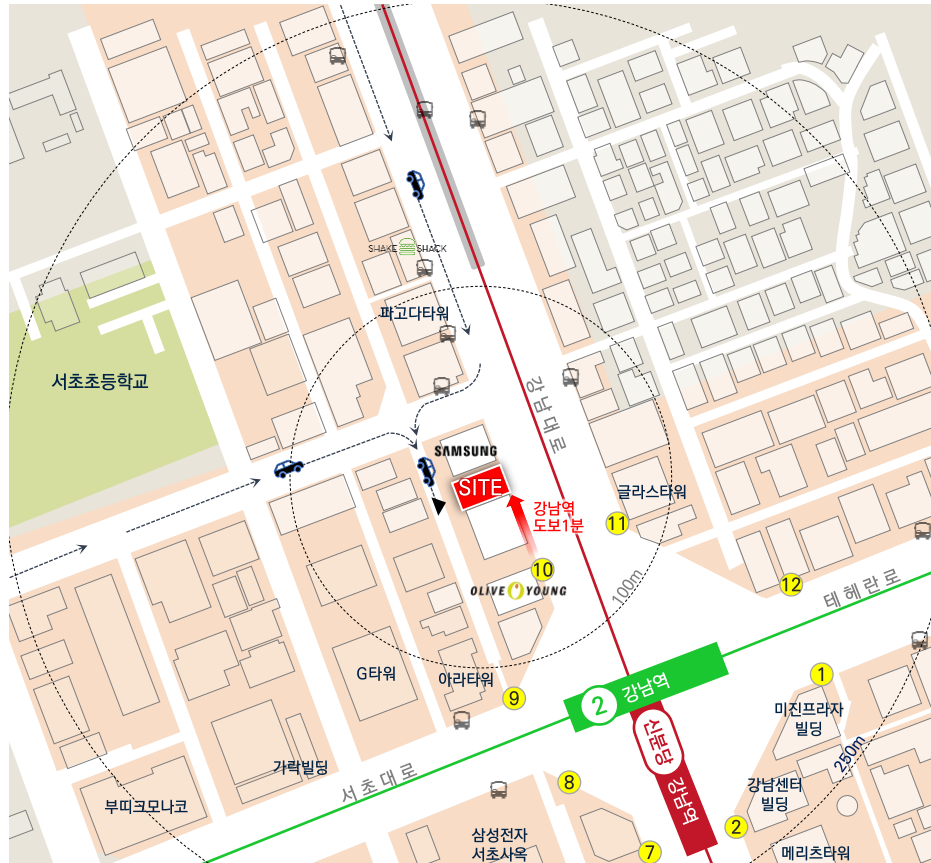 SHAKE SHACK
파고다타워
서초초등학교
강남대로
SAMSUNG
SITE
글라스타워
강남역
도보1분
11
10
OLIVE YOUNG
100m
12
테헤란로
G타워
아라타워
9
2 강남역
1
미진프라자
빌딩
신분당
강남역
250m
가락빌딩
서초대로
8
강남센터
빌딩
부띠크모나코
2
삼성전자
서초사옥
7
메리츠타워